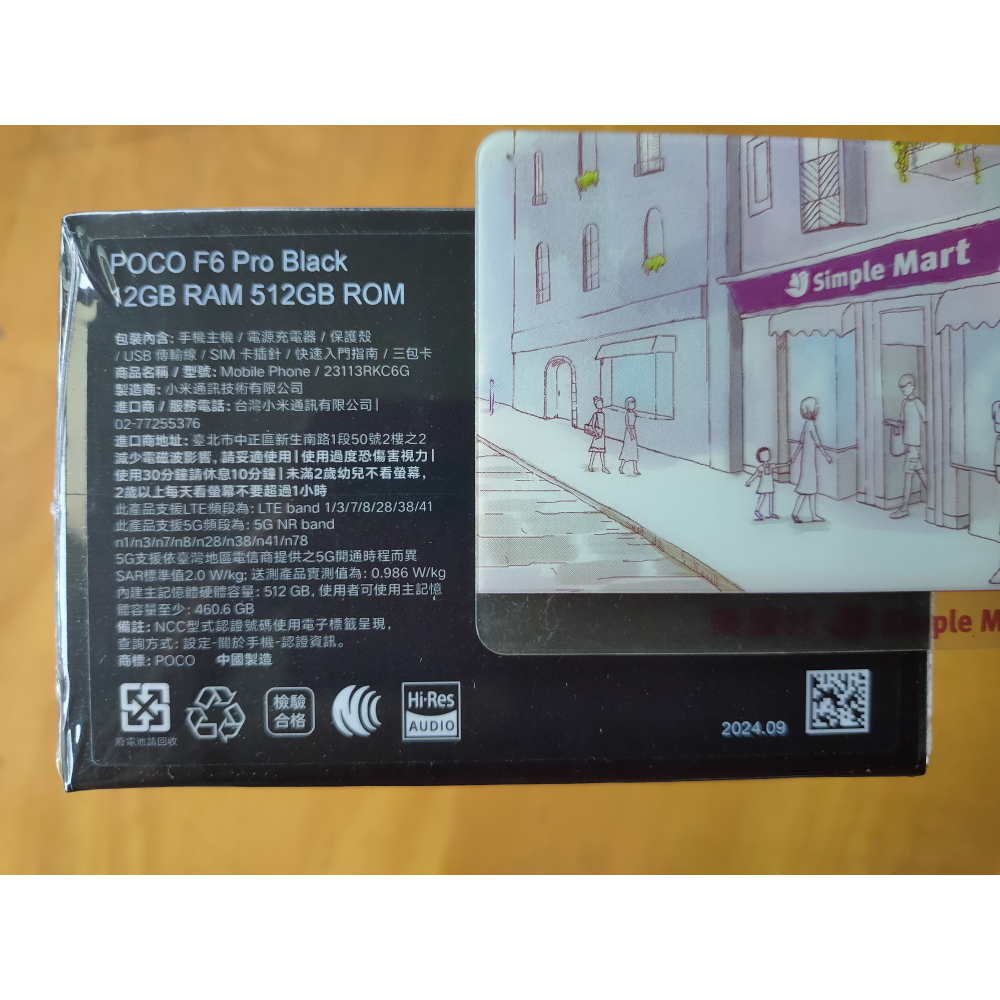 POCO F6 Pro Black
12GB RAM 512GB ROM
包裝內含: 手機主機 / 電源充電器 / 保護殼
/ USB 傳輸線 / SIM 卡插針 / 快速入門指南 / 三包卡
商品名稱 / 型號: Mobile Phone / 23113RKC6G
製造商: 小米通訊技術有限公司
進口商 / 服務電話: 台灣小米通訊有限公司 |
02-77255376
進口商地址: 臺北市中正區新生南路1段50號2樓之2
減少電磁波影響, 請妥適使用 | 使用過度恐傷害視力 |
使用30分鐘請休息10分鐘 | 未滿2歲幼兒不看螢幕,
2歲以上每天看螢幕不要超過1小時
此產品支援LTE頻段為: LTE band 1/3/7/8/28/38/41
此產品支援5G頻段為: 5G NR band
n1/n3/n7/n8/n28/n38/n41/n78
5G支援依臺灣地區電信商提供之5G開通時程而異
SAR標準值2.0 W/kg; 送測產品實測值為: 0.986 W/kg
內建主記憶體硬體容量: 512 GB, 使用者可使用主記憶
體容量至少: 460.6 GB
備註: NCC型式認證號碼使用電子標籤呈現,
查詢方式: 設定-關於手機-認證資訊。
商標: POCO 中國製造
廢電池請回收
檢驗
合格
Hi-Res
AUDIO
2024.09
Simple Mart
Simple M